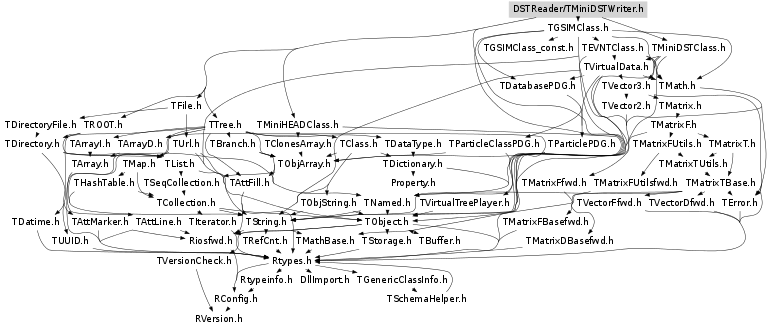 DSTReader/TMiniDSTWriter.h
TGSIMClass.h
TGSIMClass_const.h TEVNTClass.h TMiniDSTClass.h
TVirtualData.h
TDatabasePDG.h TVector3.h TMath.h
TFile.h TVector2.h TMatrix.h
TDirectoryFile.h TROOT.h TTree.h TMiniHEADClass.h TMatrixF.h
TDirectory.h TArrayI.h TArrayD.h TUrl.h TBranch.h TClonesArray.h TClass.h TDataType.h TParticleClassPDG.h TParticlePDG.h TMatrixFUtils.h TMatrixT.h
TArray.h TMap.h TList.h TObjArray.h TDictionary.h TMatrixTUtils.h
THashTable.h TSeqCollection.h TAttFill.h Property.h TMatrixFfwd.h TMatrixFUtilsfwd.h TMatrixTBase.h
TCollection.h TObjString.h TNamed.h TVirtualTreePlayer.h TVectorFfwd.h TVectorDfwd.h TError.h
TDatime.h TAttMarker.h TAttLine.h TIterator.h TString.h TObject.h TMatrixFBasefwd.h
TUUID.h Riosfwd.h TRefCnt.h TMathBase.h TStorage.h TBuffer.h TMatrixDBasefwd.h
TVersionCheck.h Rtypes.h
Rtypeinfo.h DllImport.h TGenericClassInfo.h
RConfig.h TSchemaHelper.h
RVersion.h